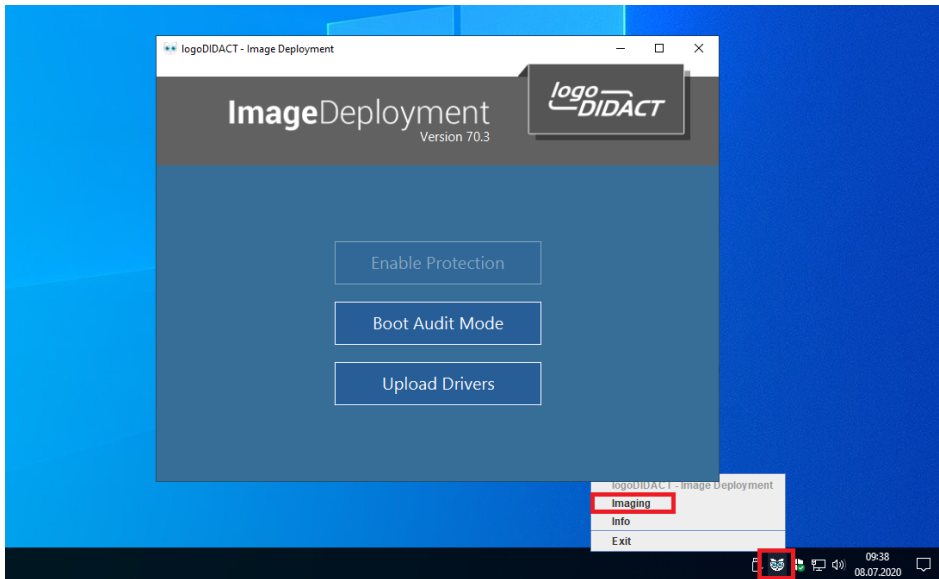 logoDIDACT - Image Deployment
ImageDeployment
Version 70.3
logo
DIDACT
Enable Protection
Boot Audit Mode
Upload Drivers
logoDIDACT - Image Deployment
Imaging
Info
Exit
09:38
08.07.2020